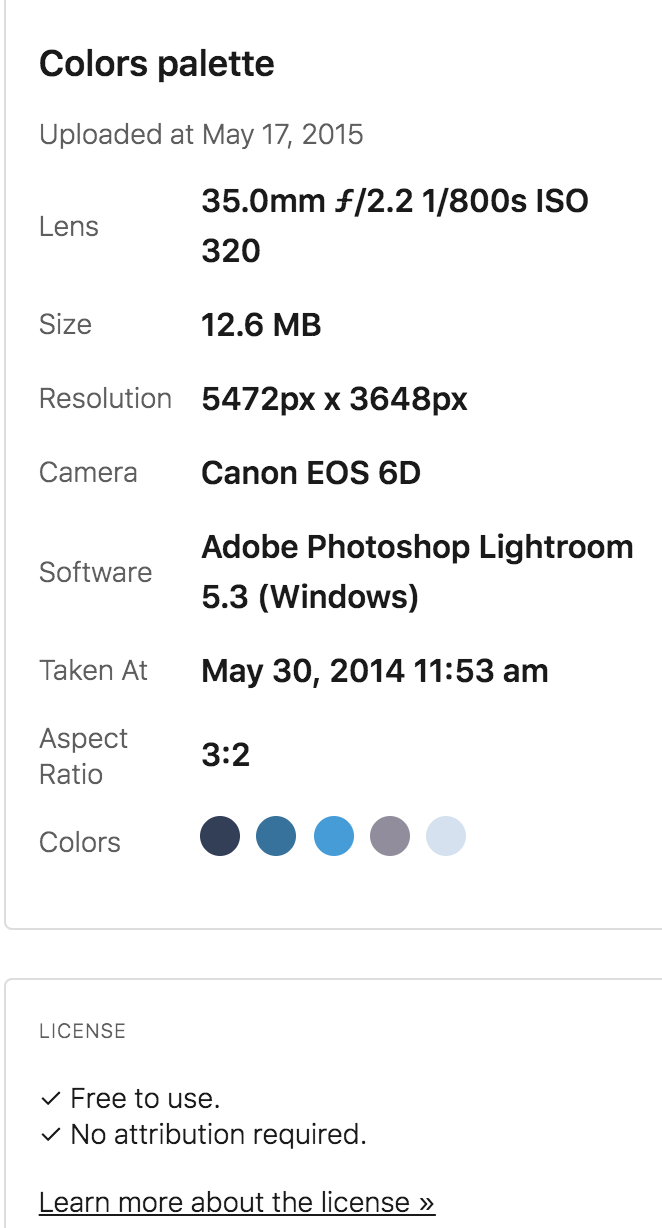 Colors palette
Uploaded at May 17, 2015
Lens
35.0mm ƒ/2.2 1/800s ISO
320
Size
12.6 MB
Resolution
5472px x 3648px
Camera
Canon EOS 6D
Software
Adobe Photoshop Lightroom
5.3 (Windows)
Taken At
May 30, 2014 11:53 am
Aspect
Ratio
3:2
Colors
LICENSE
✓ Free to use.
✓ No attribution required.
Learn more about the license »